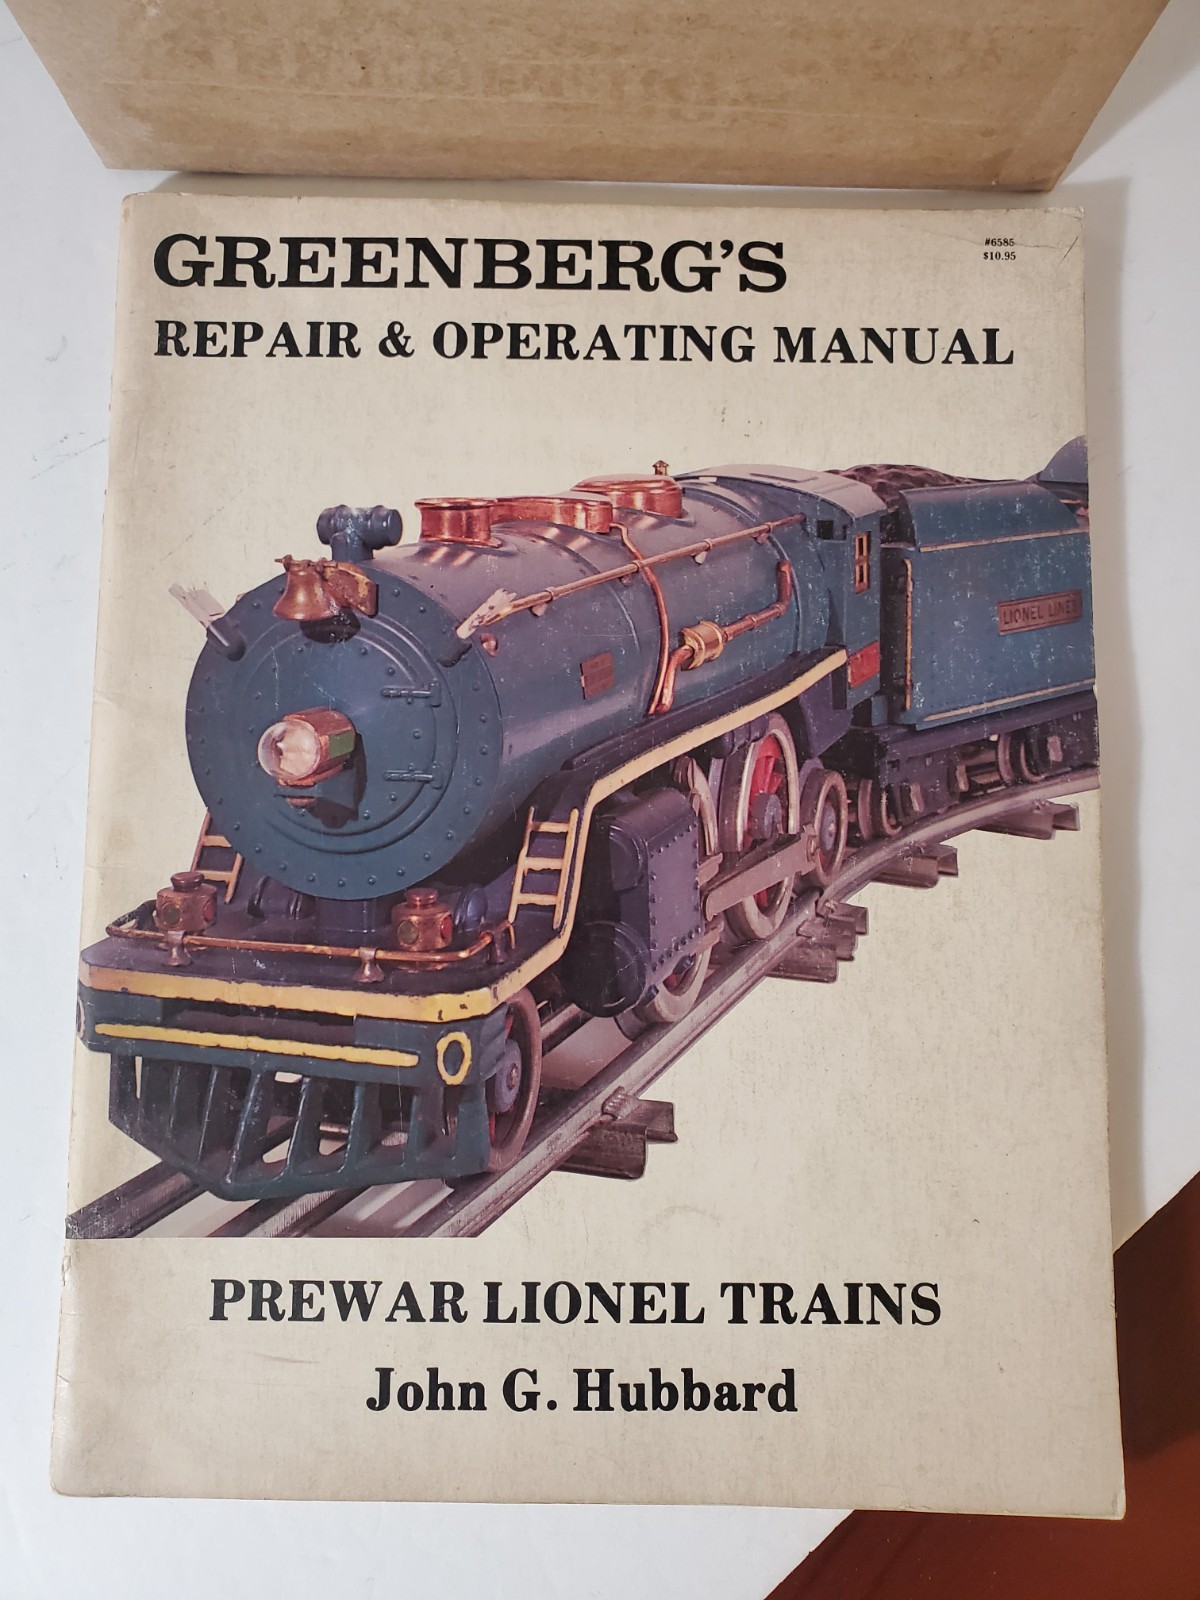 GREENBERG'S
#6585
$10.95
REPAIR & OPERATING MANUAL
LIONEL LINES
PREWAR LIONEL TRAINS
John G. Hubbard